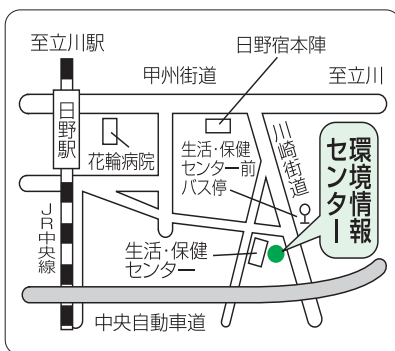 至立川駅
日野宿本陣
甲州街道
至立川
日野駅
花輪病院
生活・保健
センター前
バス停
川崎街道
環境情報
センター
JR中央線
生活・保健
センター
中央自動車道